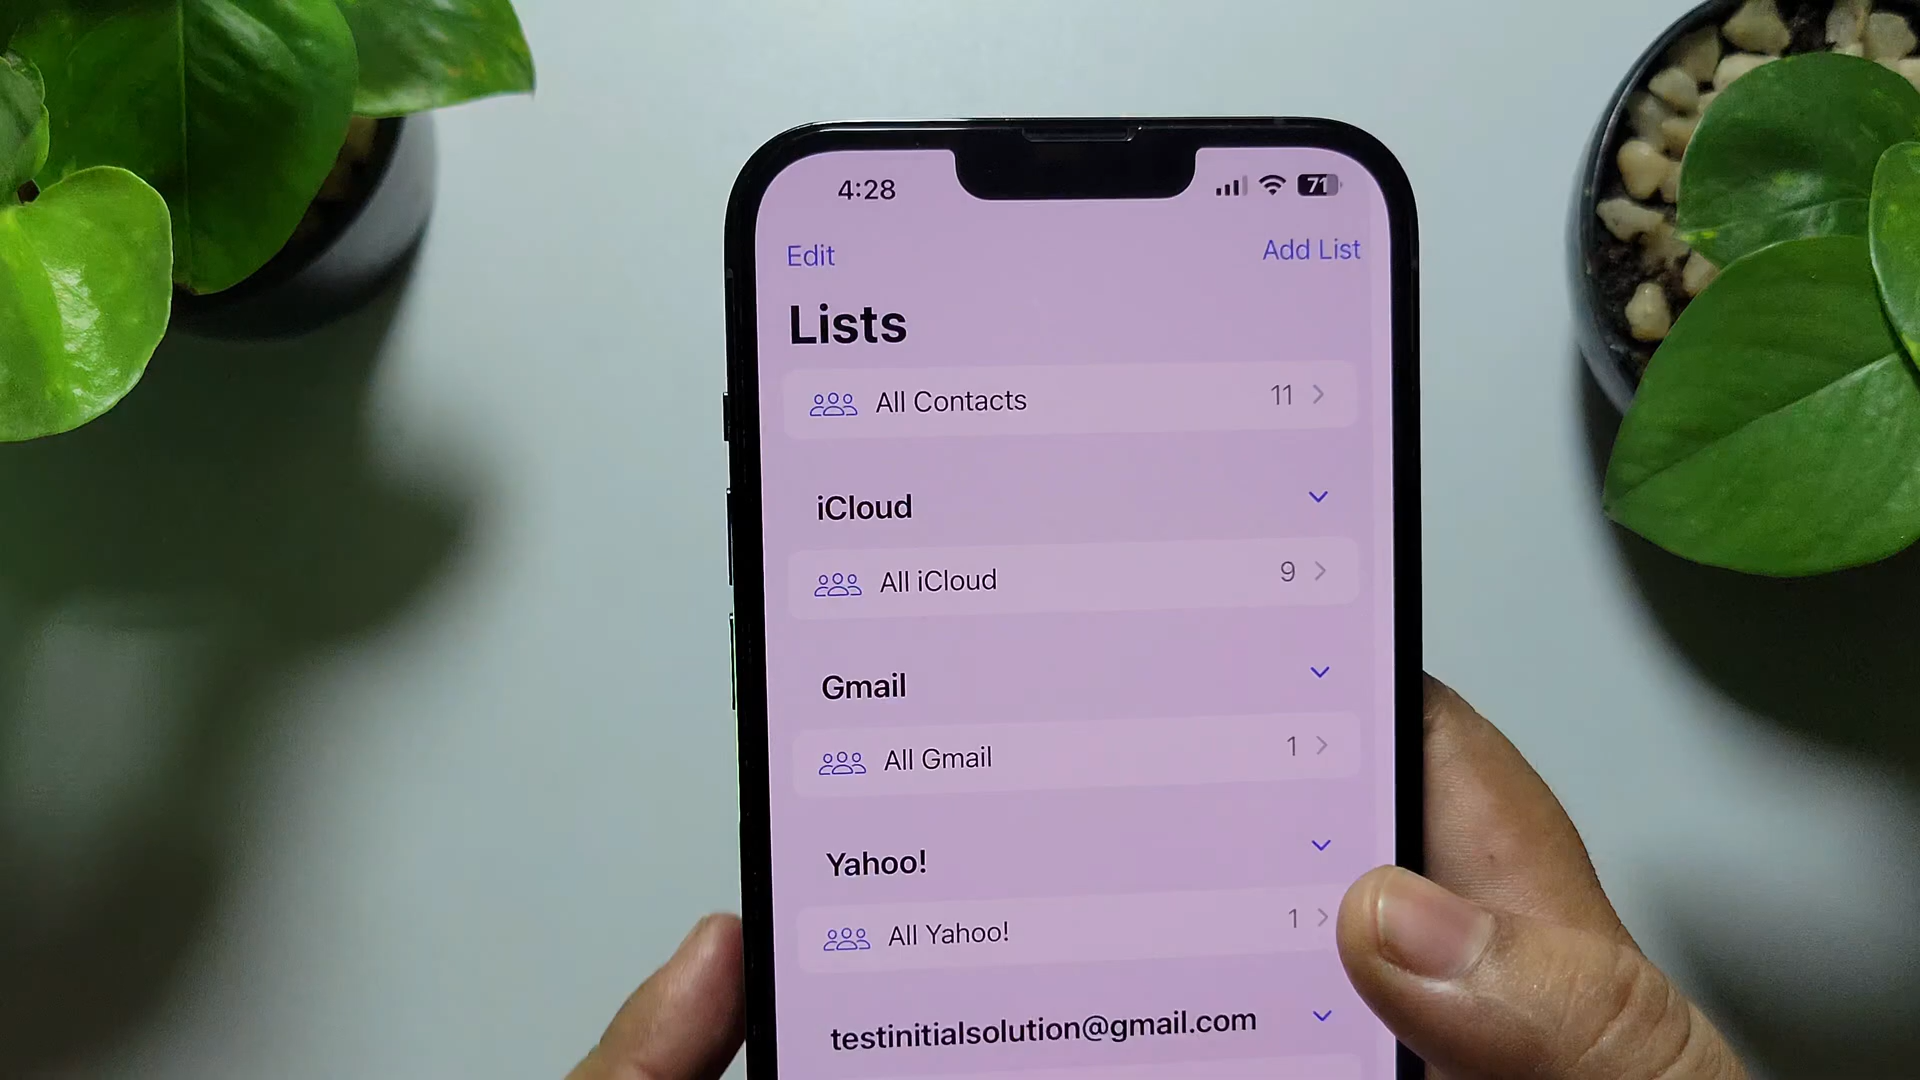 4:28
71
Edit
Add List
Lists
All Contacts 11
iCloud
All iCloud 9
Gmail
All Gmail 1
Yahoo!
All Yahoo! 1
testinitialsolution@gmail.com